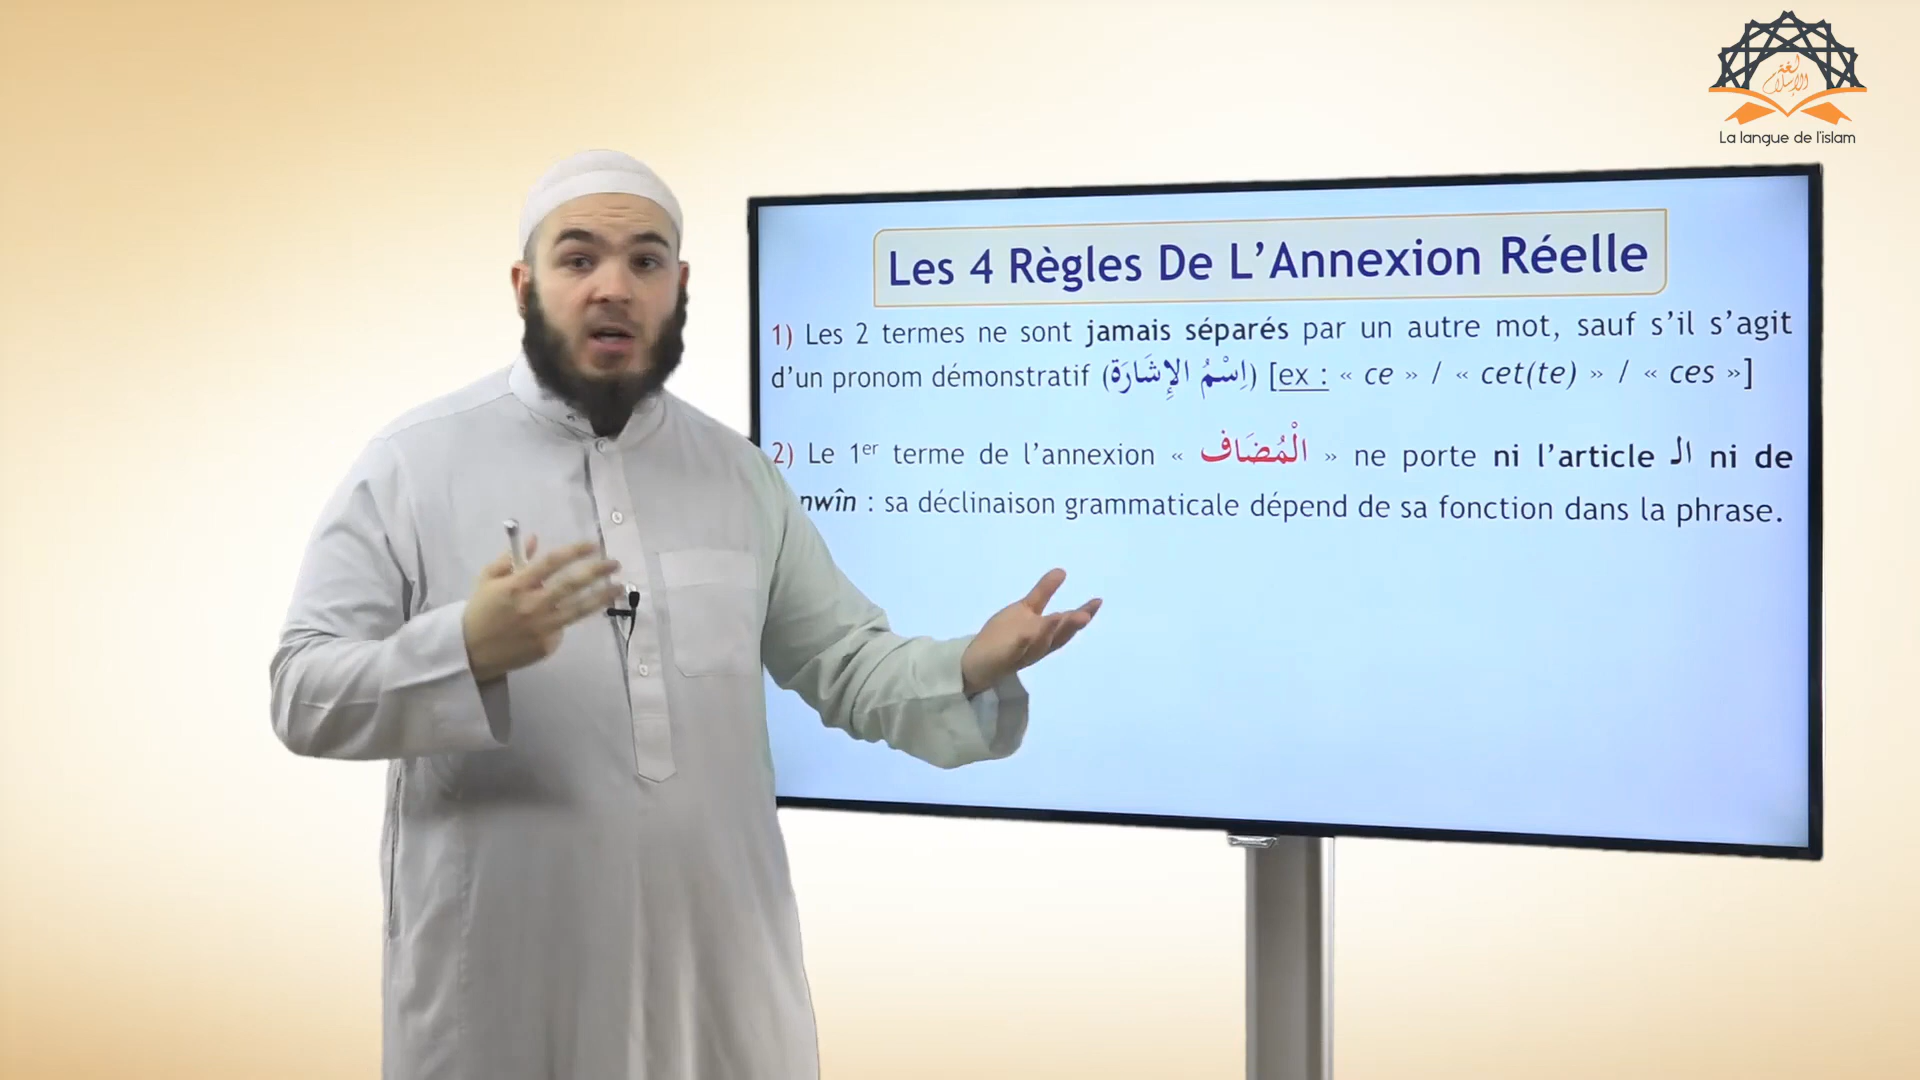 لغة الإسلام
La langue de l'islam
Les 4 Règles De L'Annexion Réelle
1) Les 2 termes ne sont jamais séparés par un autre mot, sauf s'il s'agit
d'un pronom démonstratif (اِسْمُ الإِشَارَة) [ex : « ce » / « cet(te) » / « ces »]
2) Le 1er terme de l'annexion « الْمُضَاف » ne porte ni l'article الـ ni de
nwîn : sa déclinaison grammaticale dépend de sa fonction dans la phrase.